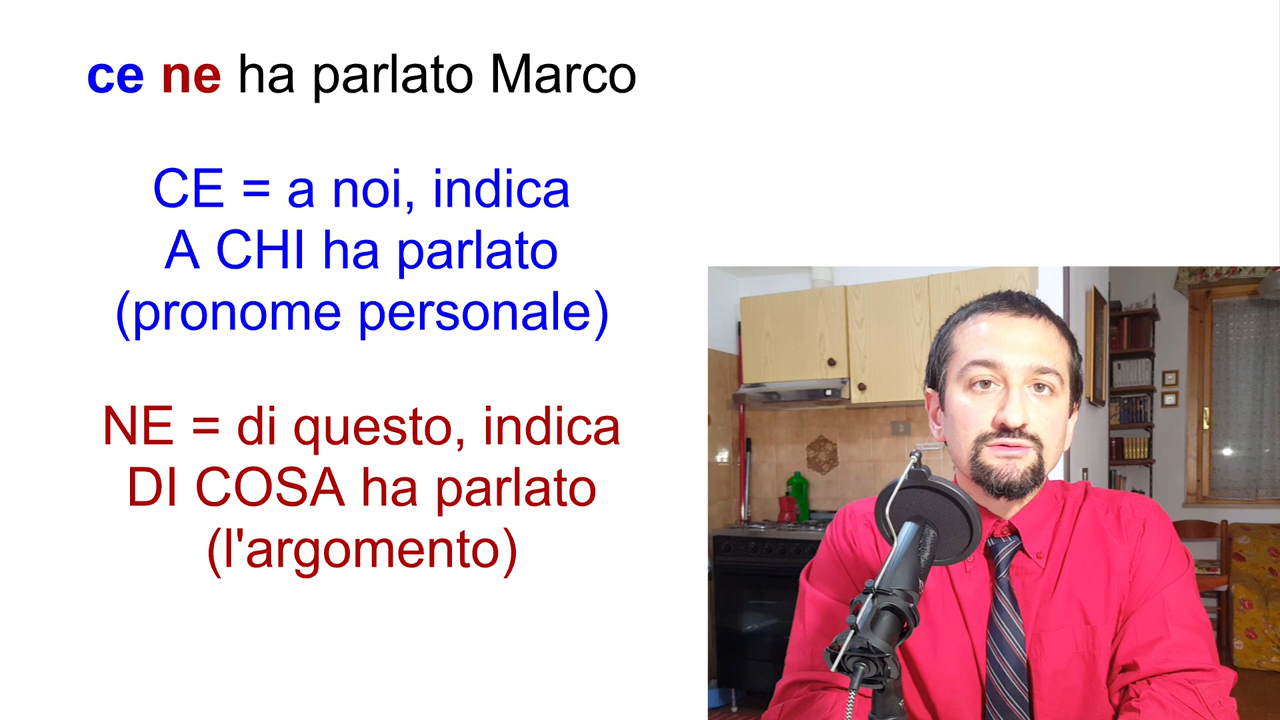 ce ne ha parlato Marco
CE = a noi, indica
A CHI ha parlato
(pronome personale)
NE = di questo, indica
DI COSA ha parlato
(l'argomento)